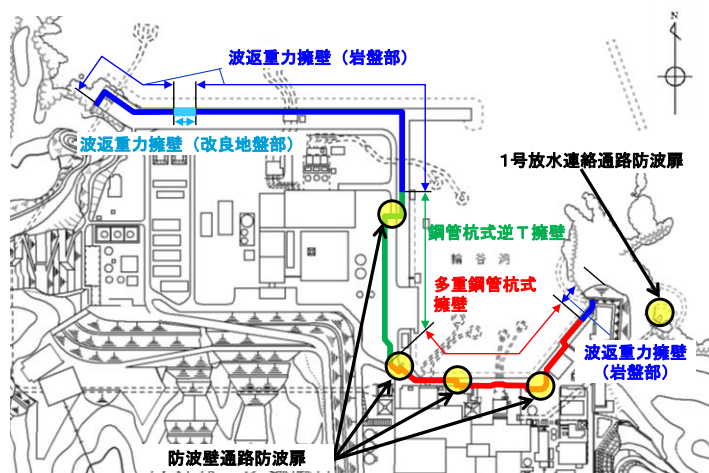 N
波返重力擁壁（岩盤部）
波返重力擁壁（改良地盤部）
1号放水連絡通路防波扉
鋼管杭式逆T擁壁
輪谷湾
多重鋼管杭式
擁壁
波返重力擁壁
（岩盤部）
防波壁通路防波扉